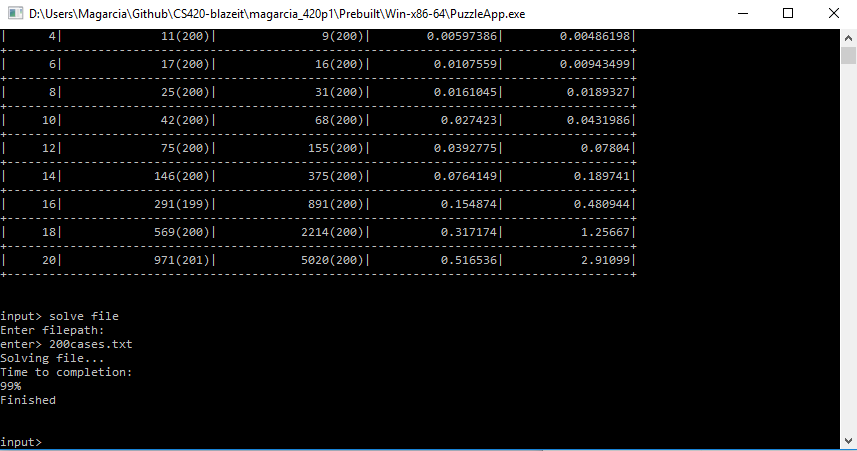 D:\Users\Magarcia\Github\CS420-blazeit\magarcia_420p1\Prebuilt\Win-x86-64\PuzzleApp.exe
| 4| 11(200)| 9(200)| 0.00597386| 0.00486198|
+---------------------------------------------------------------------------------+
| 6| 17(200)| 16(200)| 0.0107559| 0.00943499|
+---------------------------------------------------------------------------------+
| 8| 25(200)| 31(200)| 0.0161045| 0.0189327|
+---------------------------------------------------------------------------------+
| 10| 42(200)| 68(200)| 0.027423| 0.0431986|
+---------------------------------------------------------------------------------+
| 12| 75(200)| 155(200)| 0.0392775| 0.07804|
+---------------------------------------------------------------------------------+
| 14| 146(200)| 375(200)| 0.0764149| 0.189741|
+---------------------------------------------------------------------------------+
| 16| 291(199)| 891(200)| 0.154874| 0.480944|
+---------------------------------------------------------------------------------+
| 18| 569(200)| 2214(200)| 0.317174| 1.25667|
+---------------------------------------------------------------------------------+
| 20| 971(201)| 5020(200)| 0.516536| 2.91099|
+---------------------------------------------------------------------------------+
input> solve file
Enter filepath:
enter> 200cases.txt
Solving file...
Time to completion:
99%
Finished
input>